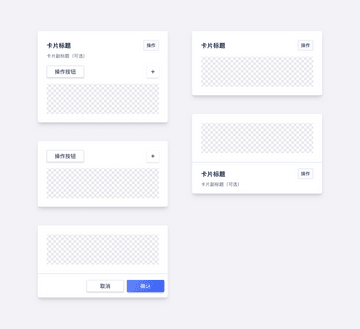 卡片标题
操作
卡片副标题（可选）
操作按钮
+
操作按钮
+
取消
确认
卡片标题
操作
卡片标题
操作
卡片副标题（可选）